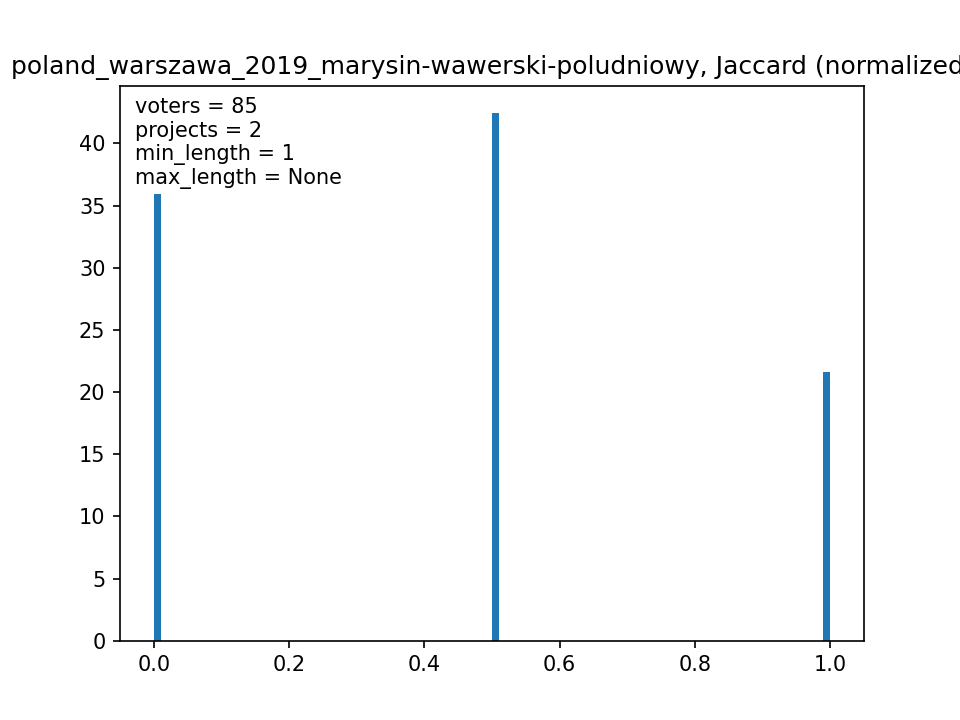 poland_warszawa_2019_marysin-wawerski-poludniowy, Jaccard (normalized
voters = 85
projects = 2
min_length = 1
max_length = None
40
35
30
25
20
15
10
5
0
0.0 0.2 0.4 0.6 0.8 1.0